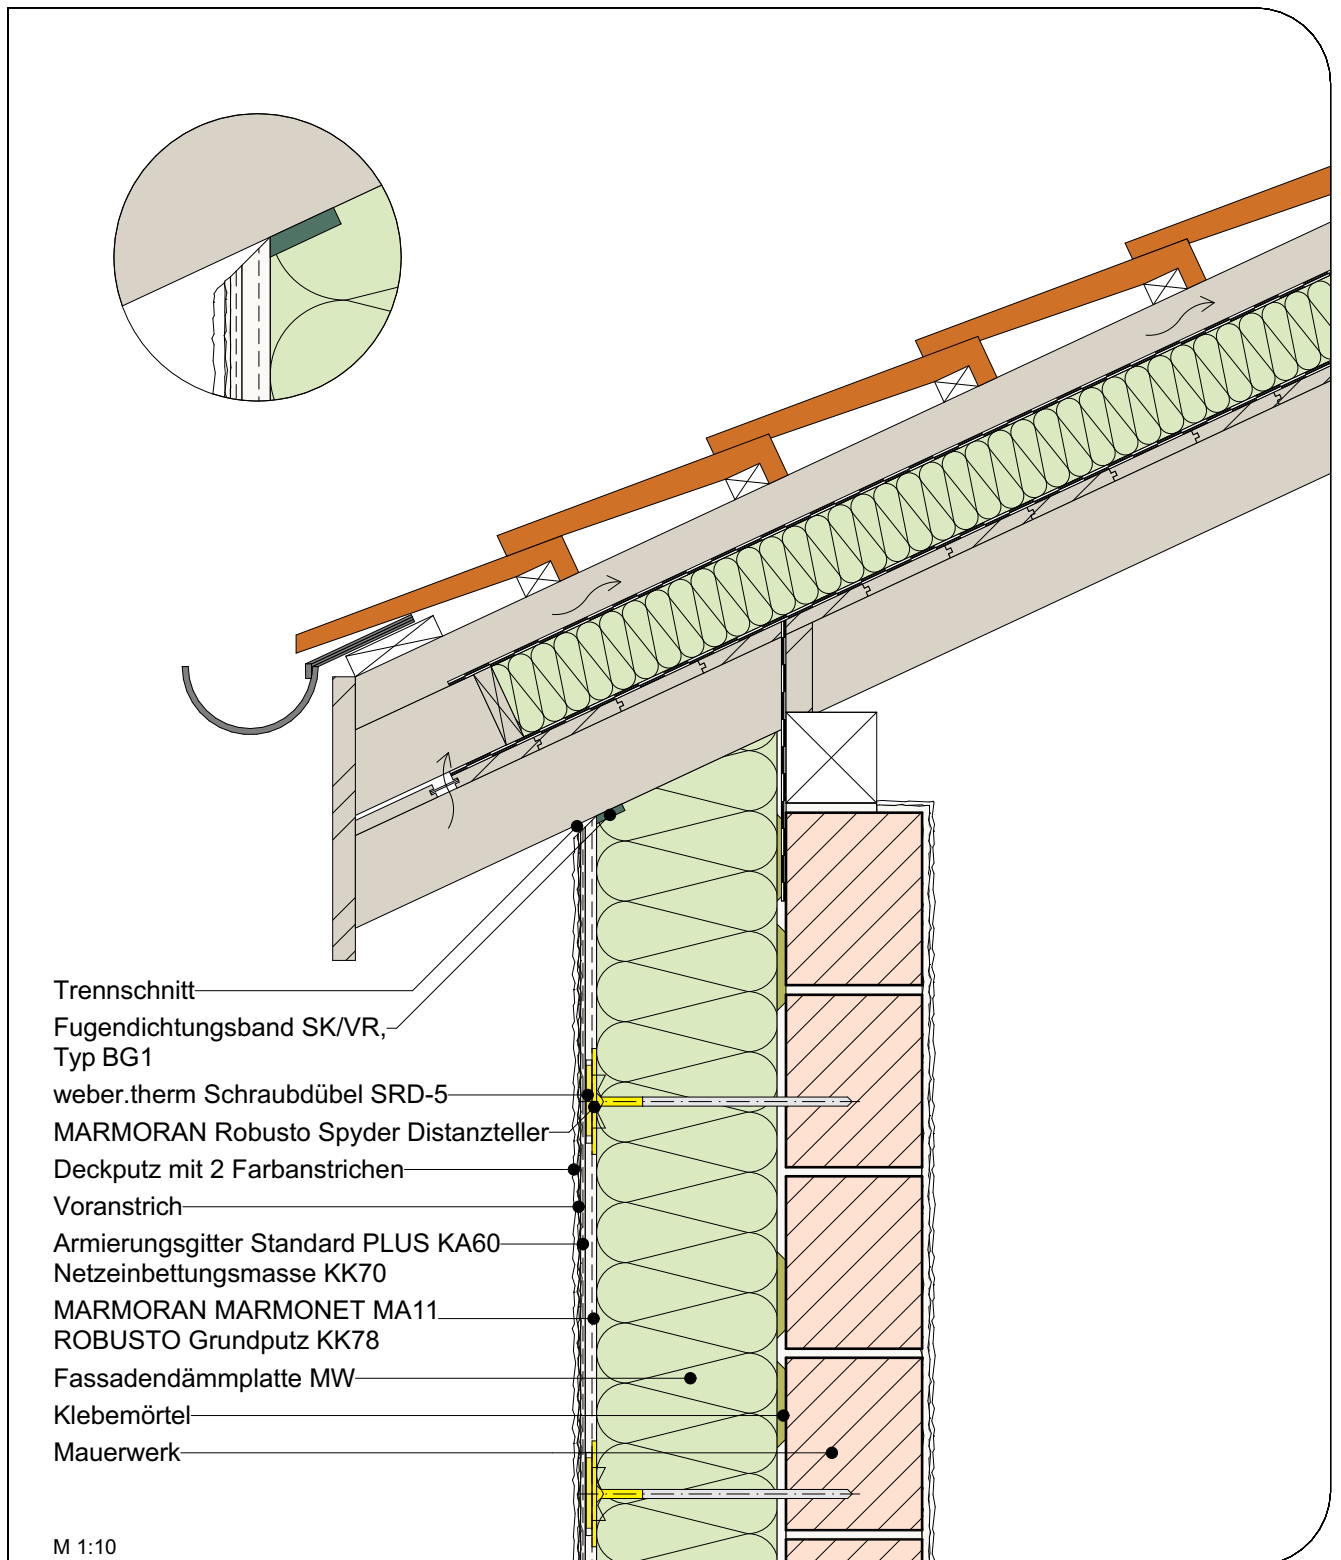 Trennschnitt
Fugendichtungsband SK/VR,
Typ BG1
weber.therm Schraubdübel SRD-5
MARMORAN Robusto Spyder Distanzteller
Deckputz mit 2 Farbanstrichen
Voranstrich
Armierungsgitter Standard PLUS KA60
Netzeinbettungsmasse KK70
MARMORAN MARMONET MA11
ROBUSTO Grundputz KK78
Fassadendämmplatte MW
Klebemörtel
Mauerwerk
M 1:10